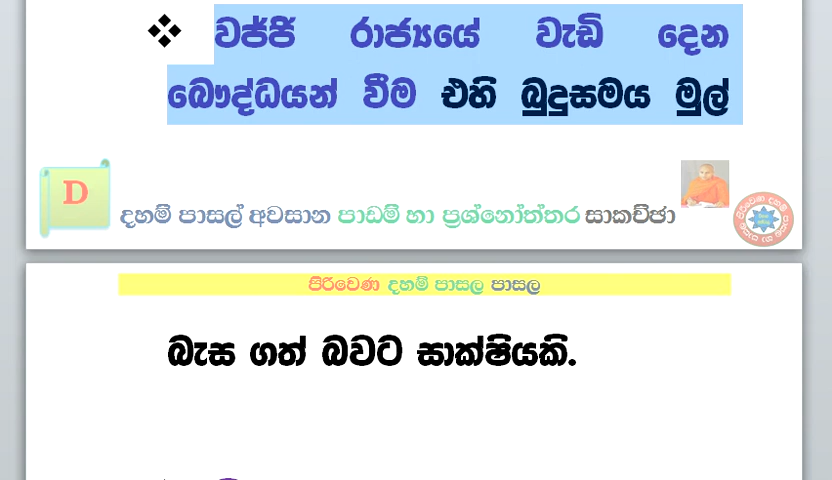 ❖ වජ්ජි රාජ්‍යයේ වැඩි දෙන
බෞද්ධයන් වීම එහි බුදුසමය මුල්
D
දහම් පාසල් අවසාන පාඩම් හා ප්‍රශ්නෝත්තර සාකච්ඡා
පිරිවෙණ දහම් පාසල පාසල
බැස ගත් බවට සාක්ෂියකි.